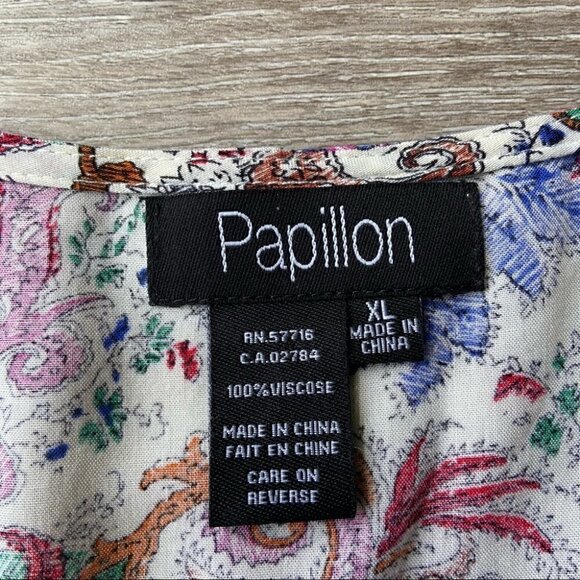 Papillon
XL
MADE IN
CHINA
RN.57716
C.A.02784
100%VISCOSE
MADE IN CHINA
FAIT EN CHINE
CARE ON
REVERSE